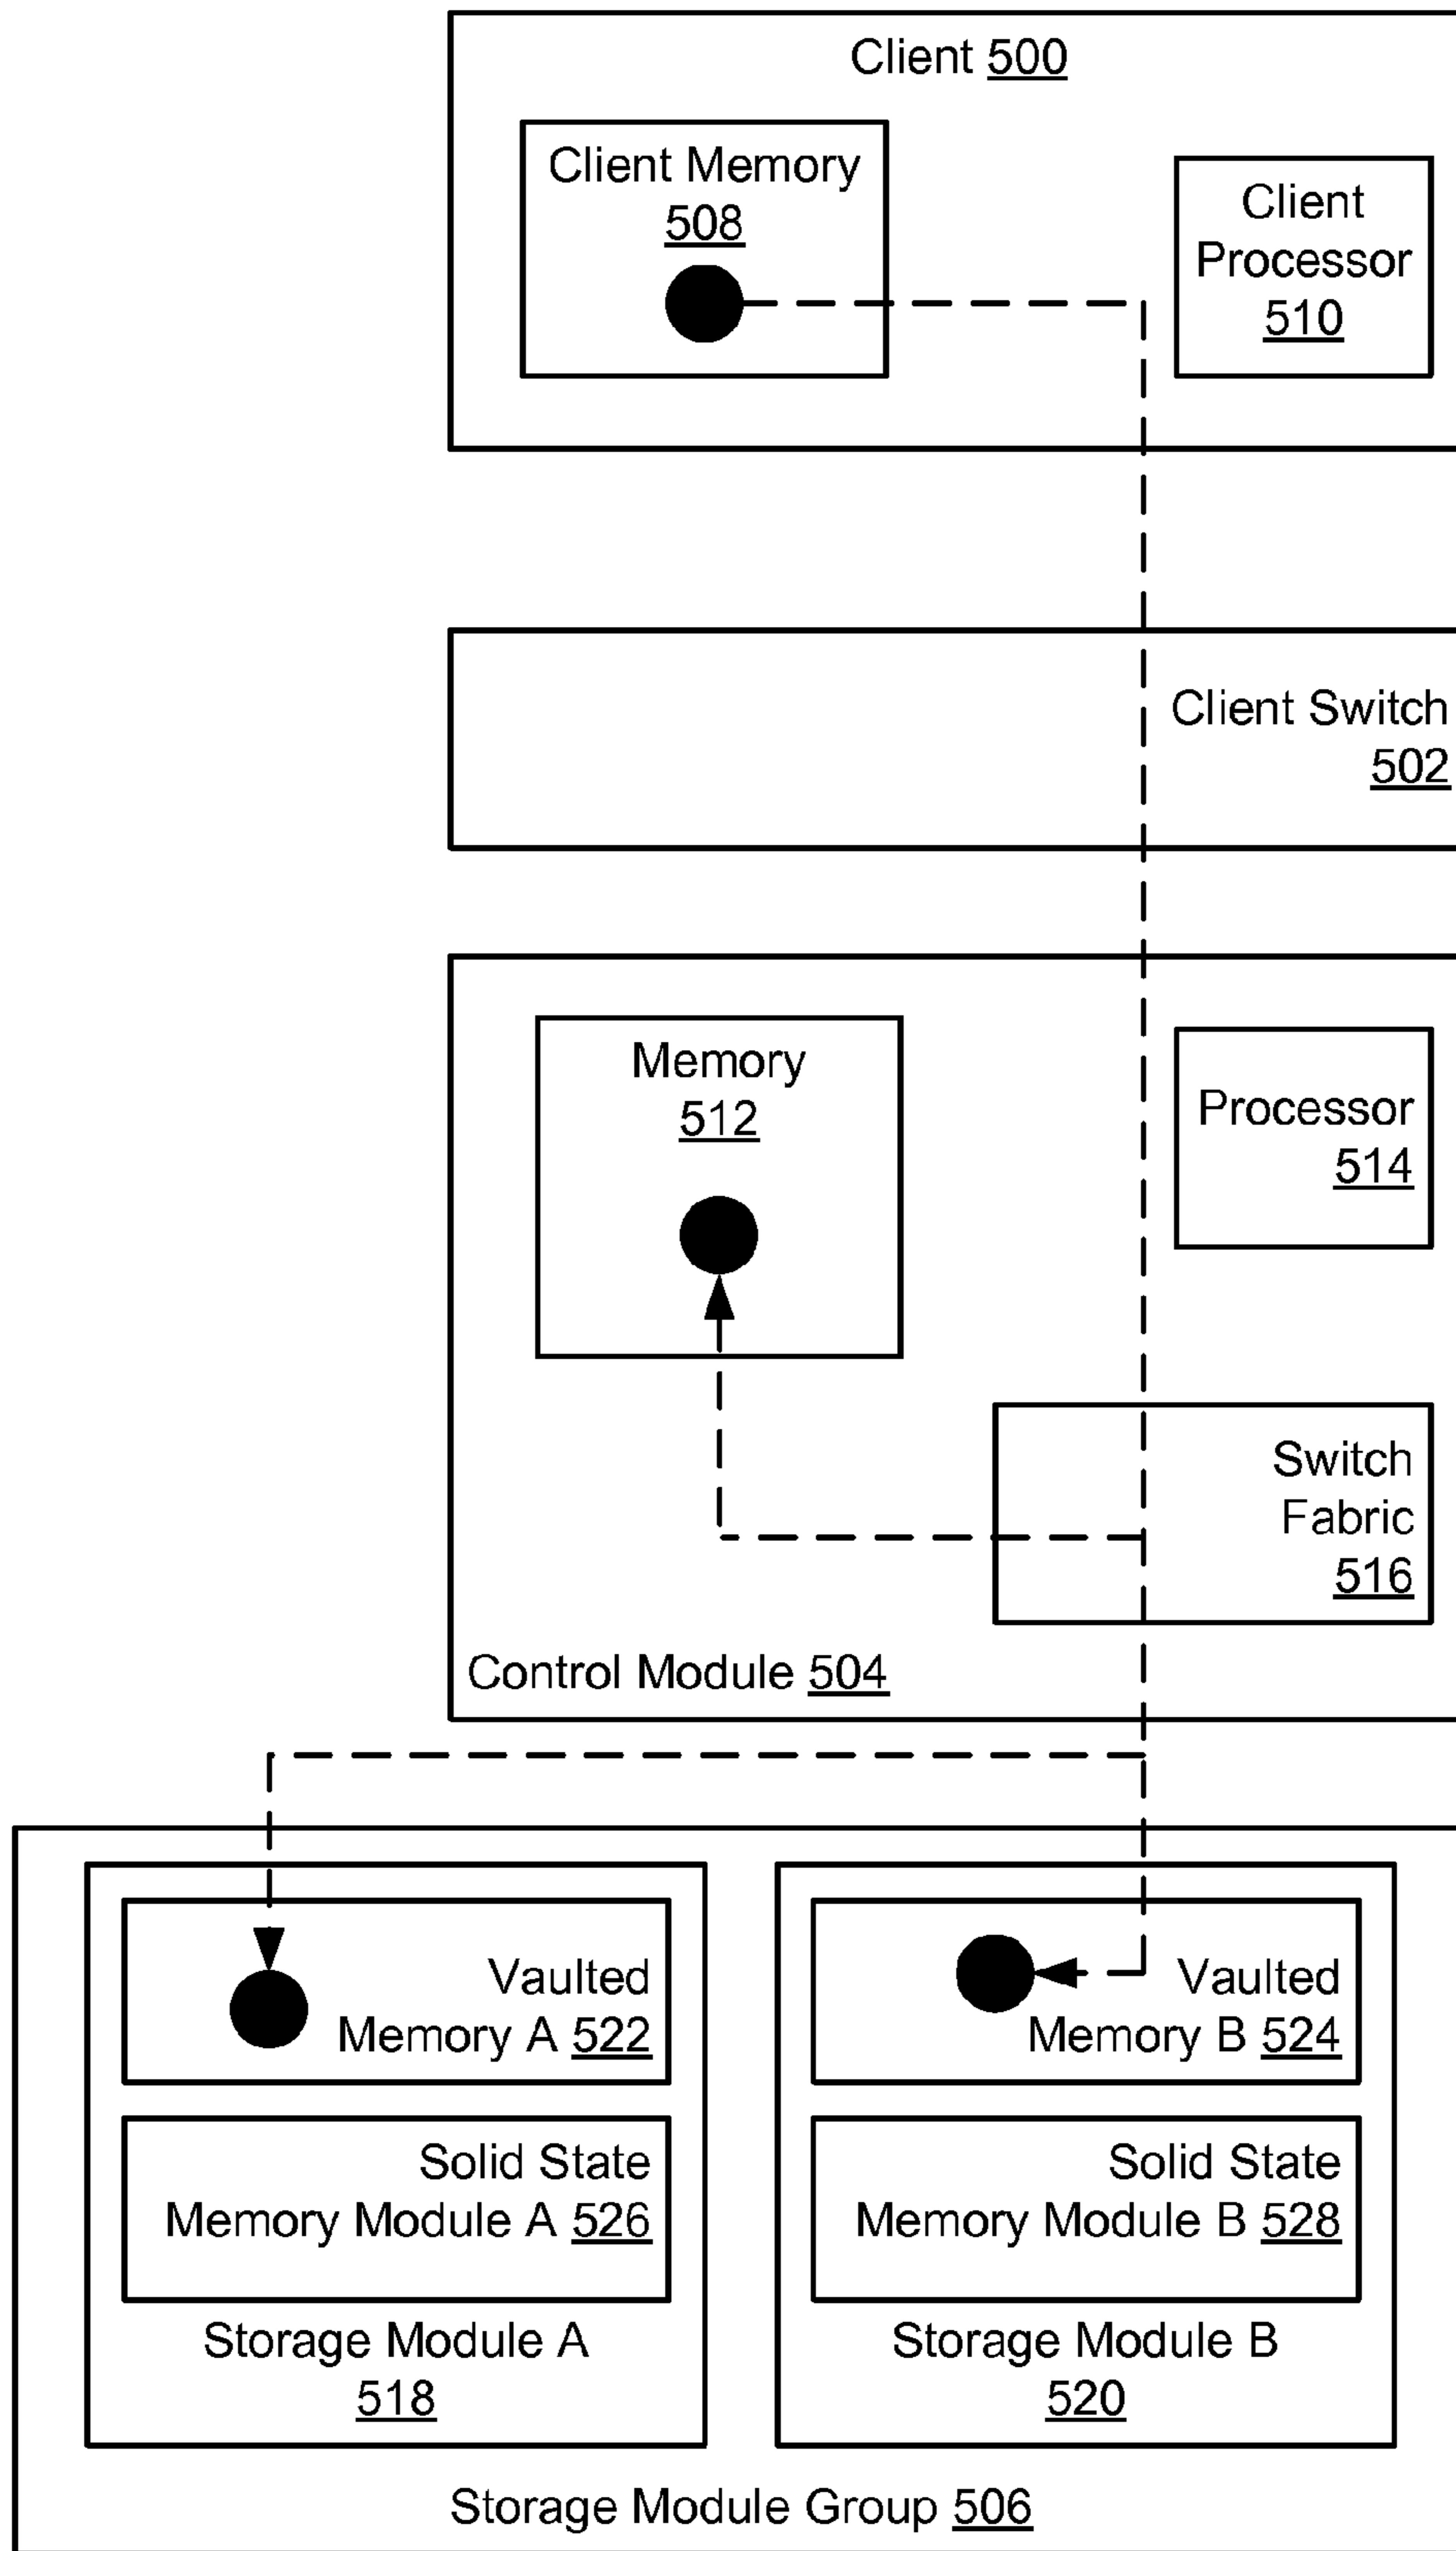 Client 500
Client Memory
508
Client
Processor
510
Client Switch
502
Memory
512
Processor
514
Switch
Fabric
516
Control Module 504
Vaulted
Memory A 522
Vaulted
Memory B 524
Solid State
Memory Module A 526
Solid State
Memory Module B 528
Storage Module A
518
Storage Module B
520
Storage Module Group 506